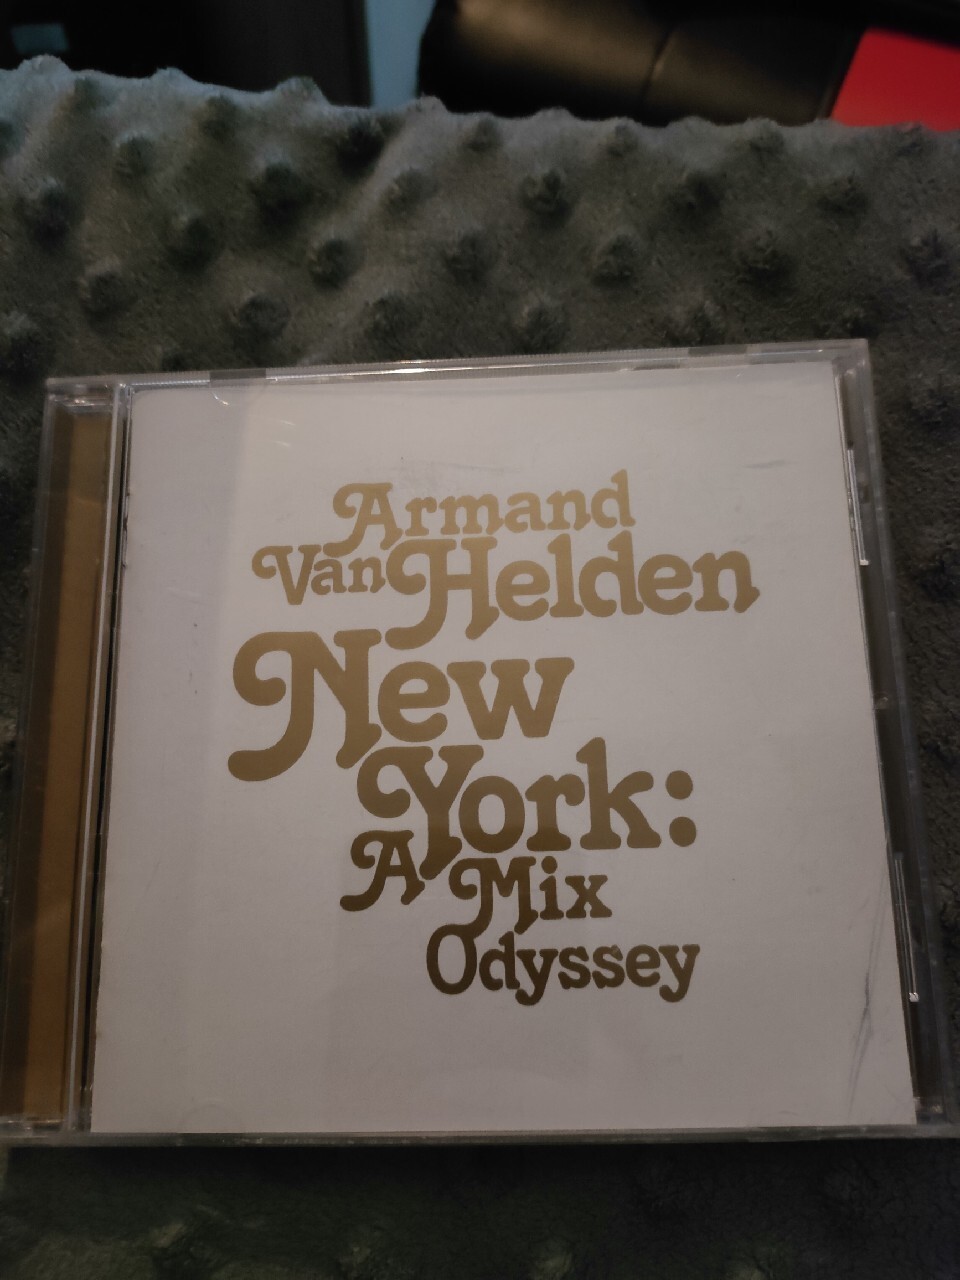 Armand
Van Helden
New
York:
A Mix
Odyssey